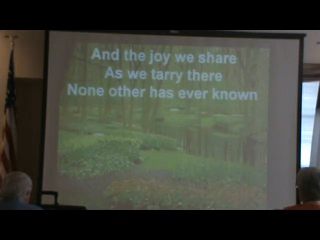 And the joy we share
As we tarry there
None other has ever known